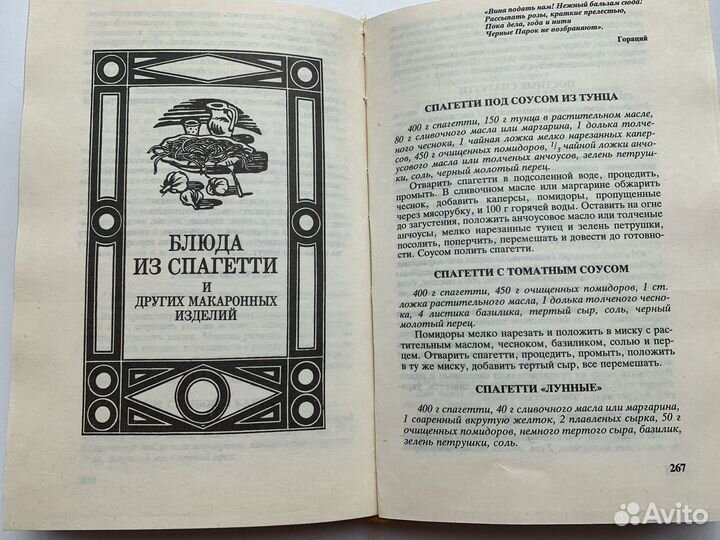 БЛЮДА
ИЗ СПАГЕТТИ
И
ДРУГИХ МАКАРОННЫХ
ИЗДЕЛИЙ
«Вина подать нам! Нежный бальзам сюда!
Рассыпать розы, краткие прелестью,
Пока дела, года и нити
Черные Парок не возбраняют».
Гораций
СПАГЕТТИ ПОД СОУСОМ ИЗ ТУНЦА
400 г спагетти, 150 г тунца в растительном масле,
80 г сливочного масла или маргарина, 1 долька толче-
ного чеснока, 1 чайная ложка мелко нарезанных капер-
сов, 450 г очищенных помидоров, 1/3 чайной ложки анчо-
усового масла или толченых анчоусов, зелень петруш-
ки, соль, черный молотый перец.
Отварить спагетти в подсоленной воде, процедить,
промыть. В сливочном масле или маргарине обжарить
чеснок, добавить каперсы, помидоры, пропущенные
через мясорубку, и 100 г горячей воды. Оставить на огне
до загустения, положить анчоусовое масло или толченые
анчоусы, мелко нарезанные тунец и зелень петрушки,
посолить, поперчить, перемешать и довести до готовно-
сти. Соусом полить спагетти.
СПАГЕТТИ С ТОМАТНЫМ СОУСОМ
400 г спагетти, 450 г очищенных помидоров, 1 ст.
ложка растительного масла, 1 долька толченого чесно-
ка, 4 листика базилика, тертый сыр, соль, черный
молотый перец.
Помидоры мелко нарезать и положить в миску с рас-
тительным маслом, чесноком, базиликом, солью и пер-
цем. Отварить спагетти, процедить, промыть, положить
в ту же миску, добавить тертый сыр, все перемешать.
СПАГЕТТИ «ЛУННЫЕ»
400 г спагетти, 40 г сливочного масла или маргарина,
1 сваренный вкрутую желток, 2 плавленых сырка, 50 г
очищенных помидоров, немного тертого сыра, базилик,
зелень петрушки, соль.
267
Avito